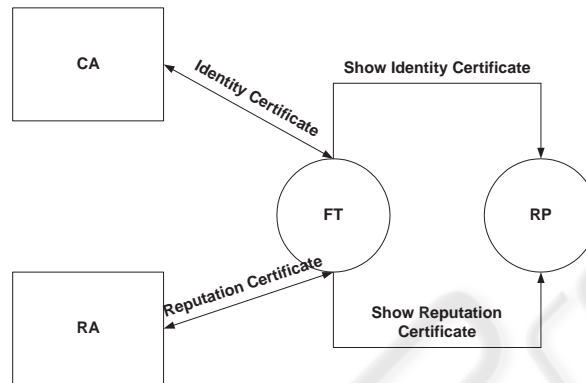 CA
Identity Certificate
Show Identity Certificate
FT
RP
Reputation Certificate
RA
Show Reputation
Certificate